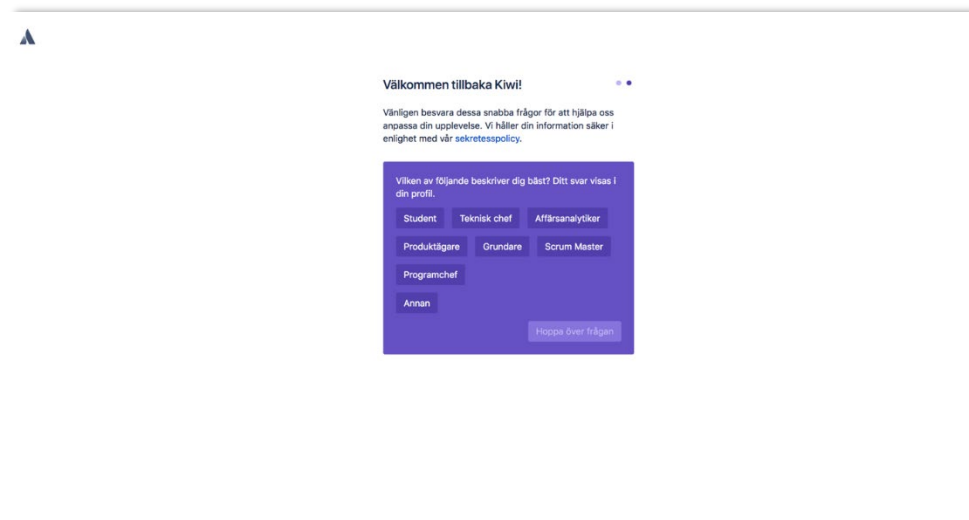 Välkommen tillbaka Kiwi!
Vänligen besvara dessa snabba frågor för att hjälpa oss
anpassa din upplevelse. Vi håller din information säker i
enlighet med vår sekretesspolicy.
Vilken av följande beskriver dig bäst? Ditt svar visas i
din profil.
Student Teknisk chef Affärsanalytiker
Produktägare Grundare Scrum Master
Programchef
Annan
Hoppa över frågan